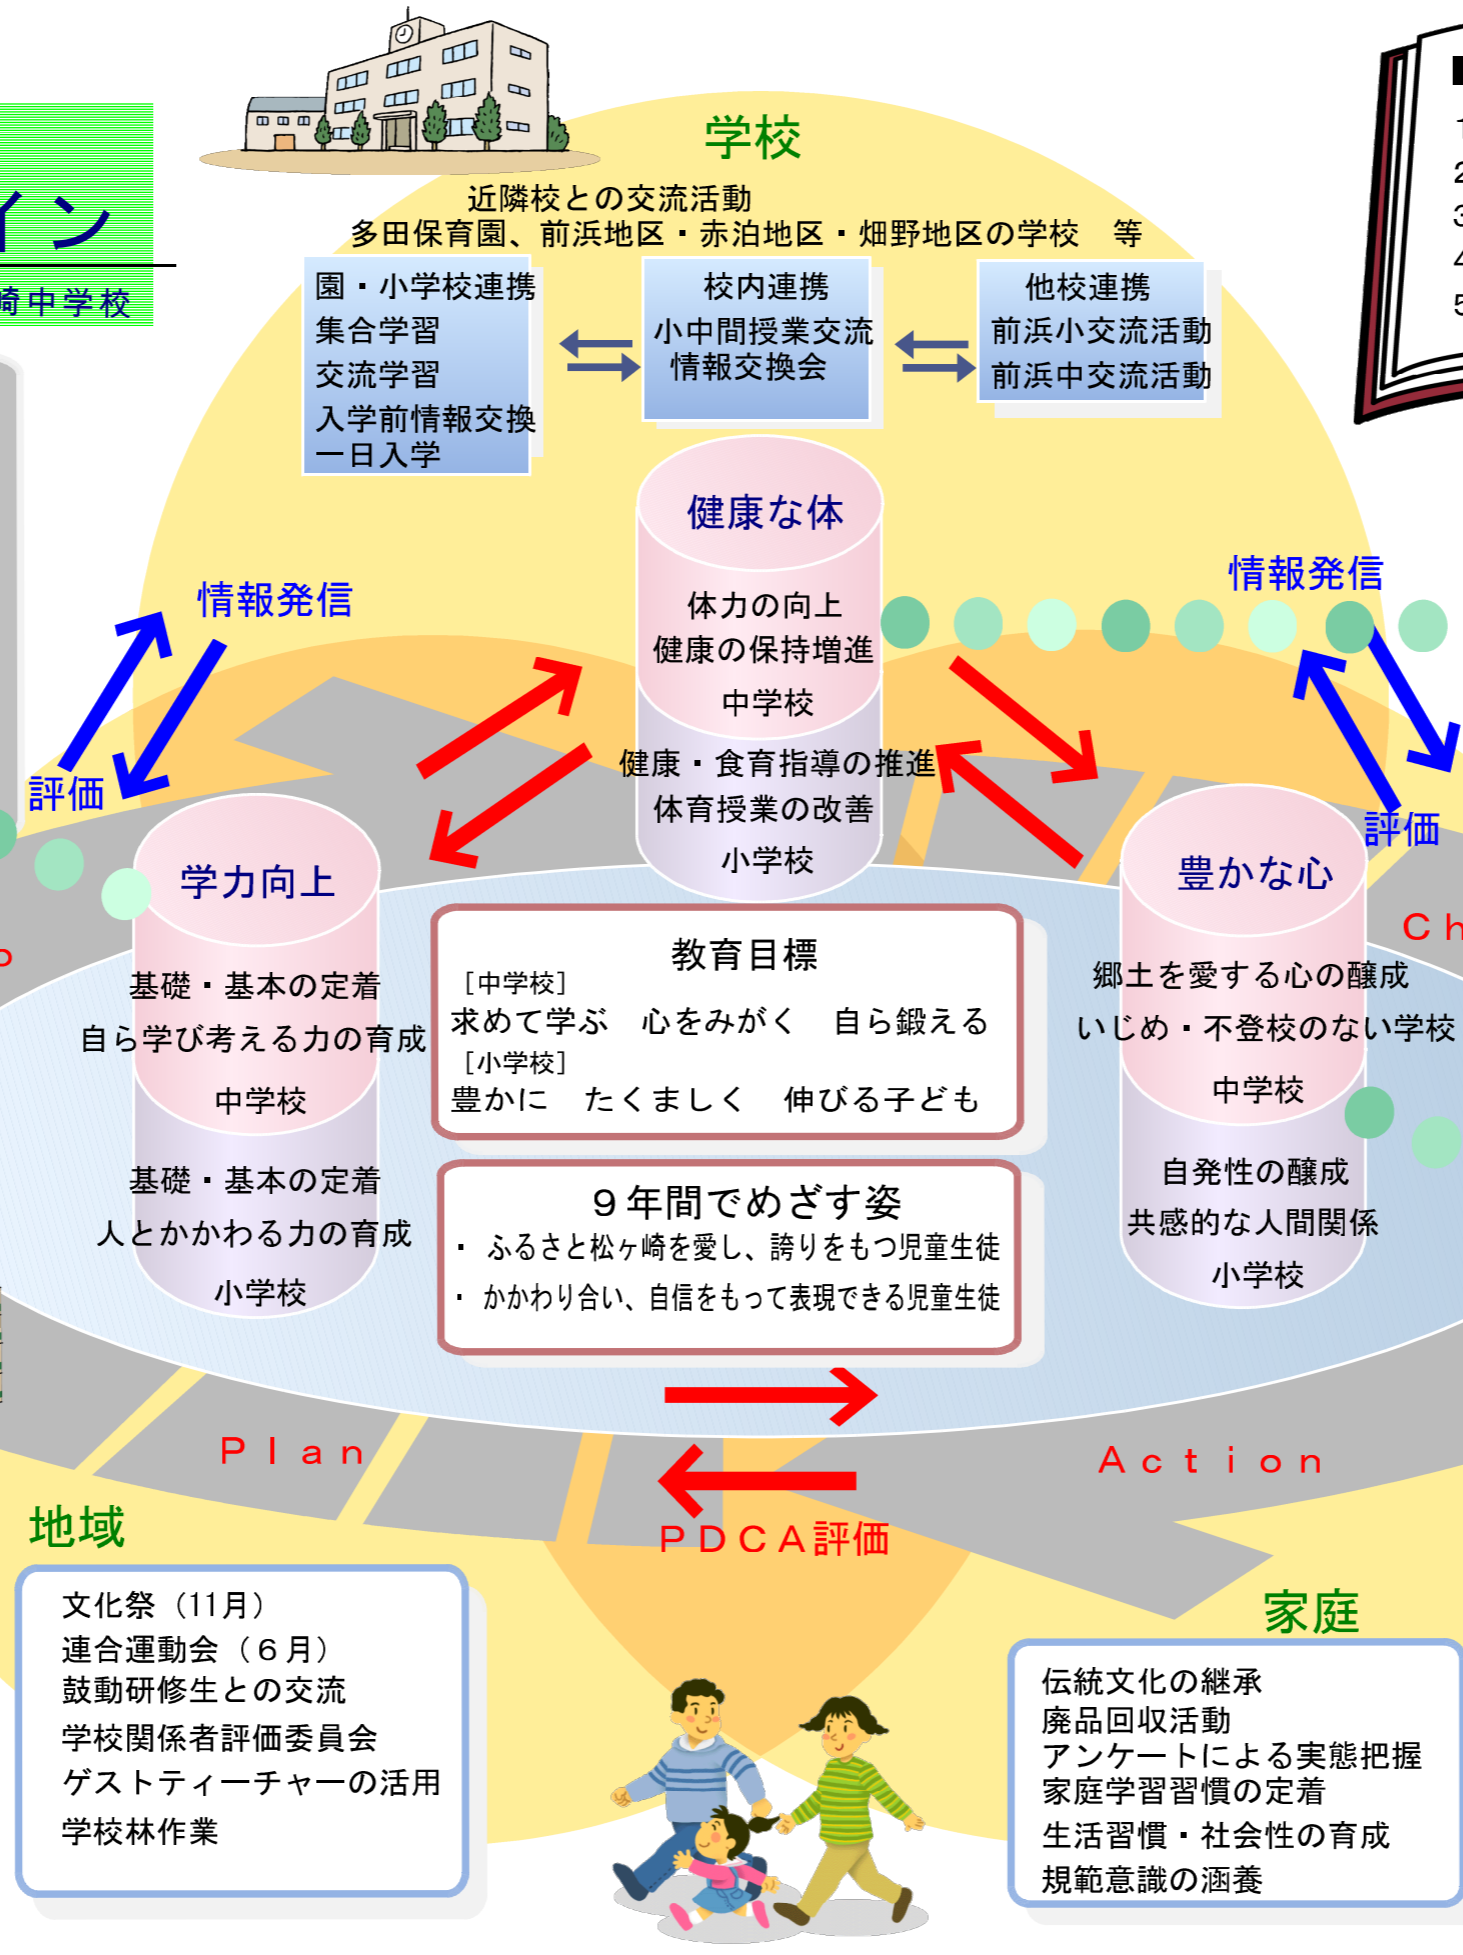 イン
崎中学校
学校
近隣校との交流活動
多田保育園、前浜地区・赤泊地区・畑野地区の学校　等
園・小学校連携
集合学習
交流学習
入学前情報交換
一日入学
校内連携
小中間授業交流
情報交換会
他校連携
前浜小交流活動
前浜中交流活動
1
2
3
4
5
情報発信
評価
情報発信
評価
健康な体
体力の向上
健康の保持増進
中学校
健康・食育指導の推進
体育授業の改善
小学校
学力向上
基礎・基本の定着
自ら学び考える力の育成
中学校
基礎・基本の定着
人とかかわる力の育成
小学校
豊かな心
郷土を愛する心の醸成
いじめ・不登校のない学校
中学校
自発性の醸成
共感的な人間関係
小学校
o
Ｃｈ
教育目標
［中学校］
求めて学ぶ　心をみがく　自ら鍛える
［小学校］
豊かに　たくましく　伸びる子ども
９年間でめざす姿
・ ふるさと松ヶ崎を愛し、誇りをもつ児童生徒
・ かかわり合い、自信をもって表現できる児童生徒
Ｐｌａｎ
Ａｃｔｉｏｎ
ＰＤＣＡ評価
地域
文化祭（11月）
連合運動会（６月）
鼓動研修生との交流
学校関係者評価委員会
ゲストティーチャーの活用
学校林作業
家庭
伝統文化の継承
廃品回収活動
アンケートによる実態把握
家庭学習習慣の定着
生活習慣・社会性の育成
規範意識の涵養